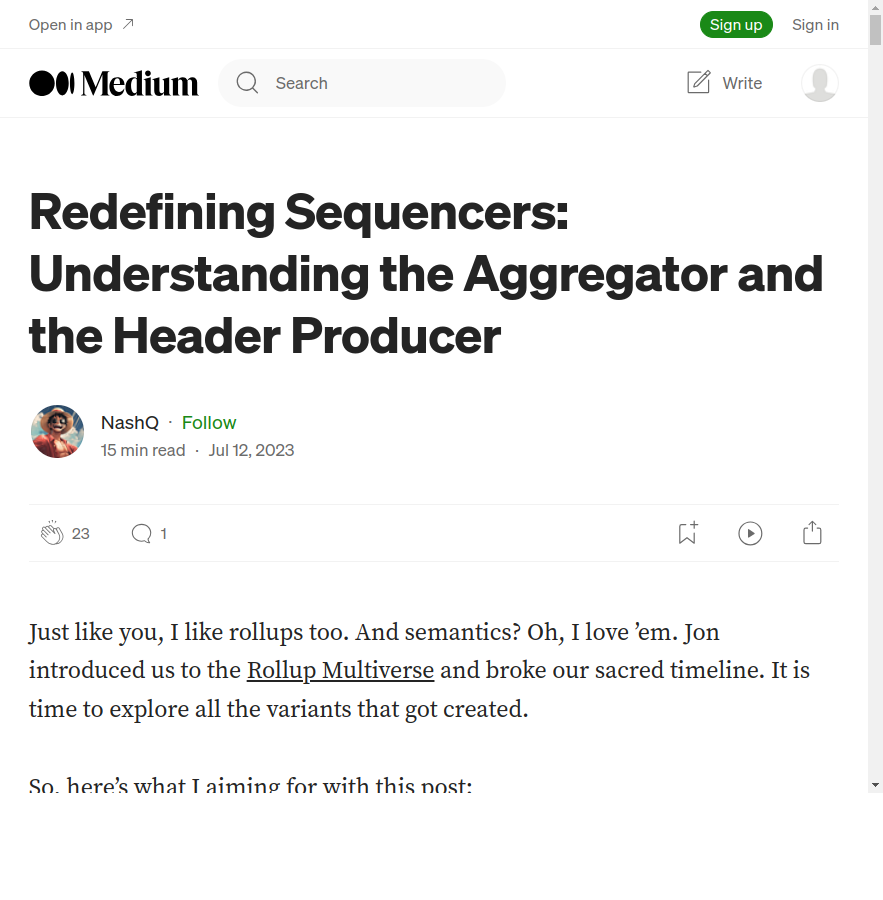 Open in app
Sign up
Sign in
Medium
Search
Write
Redefining Sequencers:
Understanding the Aggregator and
the Header Producer
NashQ · Follow
15 min read · Jul 12, 2023
23
1
Just like you, I like rollups too. And semantics? Oh, I love ’em. Jon
introduced us to the Rollup Multiverse and broke our sacred timeline. It is
time to explore all the variants that got created.
So, here’s what I aiming for with this post: